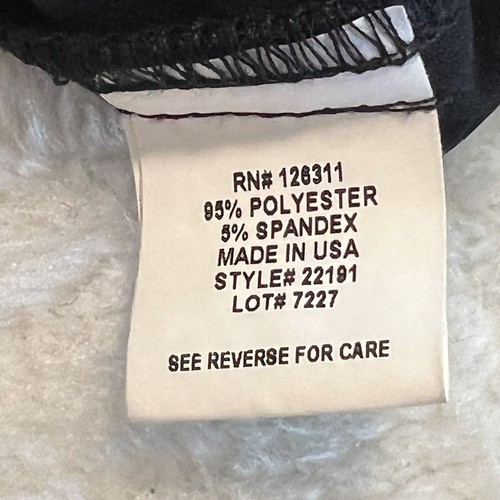 RN# 126311
95% POLYESTER
5% SPANDEX
MADE IN USA
STYLE# 22191
LOT# 7227
SEE REVERSE FOR CARE